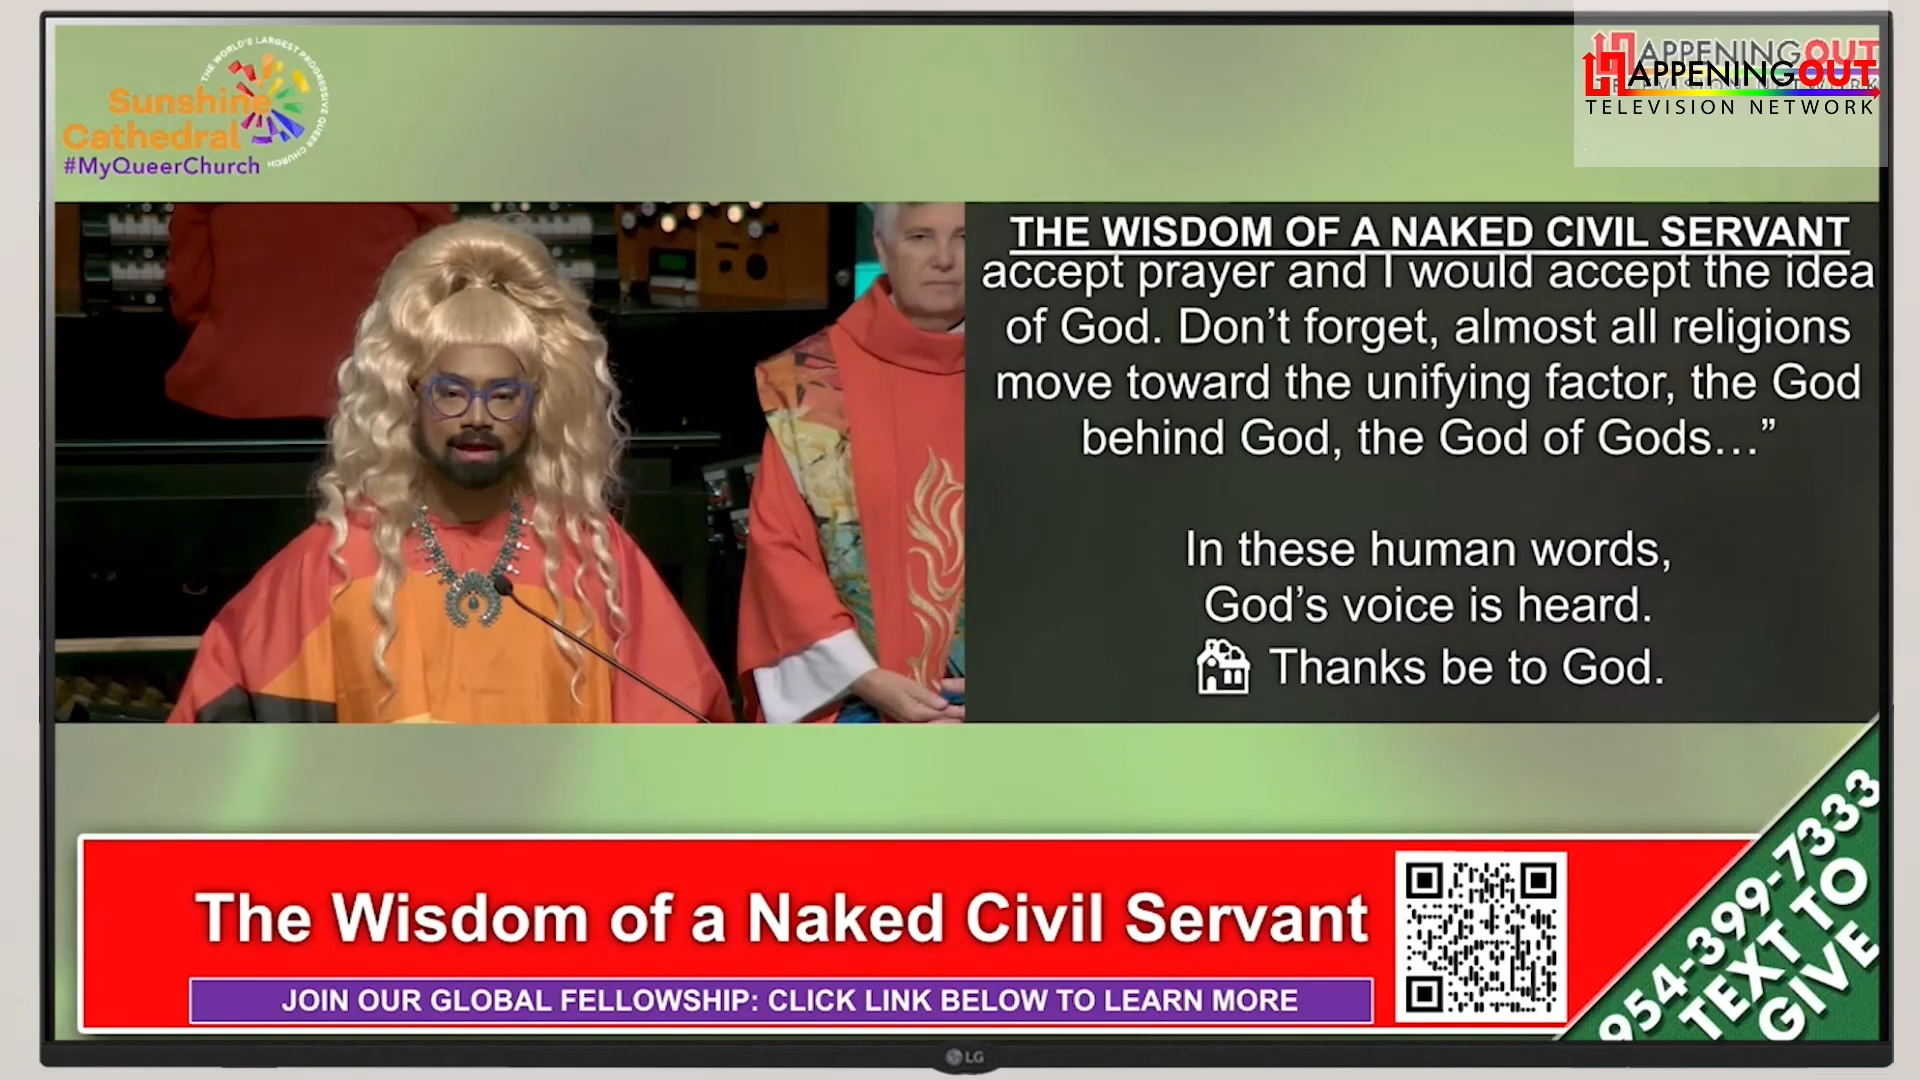 THE WORLD'S LARGEST PROGRESSIVE QUEER CHURCH
Sunshine
Cathedral
#MyQueerChurch
HAPPENINGOUT
TELEVISION NETWORK
THE WISDOM OF A NAKED CIVIL SERVANT
accept prayer and I would accept the idea
of God. Don't forget, almost all religions
move toward the unifying factor, the God
behind God, the God of Gods…”
In these human words,
God's voice is heard.
Thanks be to God.
The Wisdom of a Naked Civil Servant
JOIN OUR GLOBAL FELLOWSHIP: CLICK LINK BELOW TO LEARN MORE
954-399-7333
TEXT TO
GIVE
LG